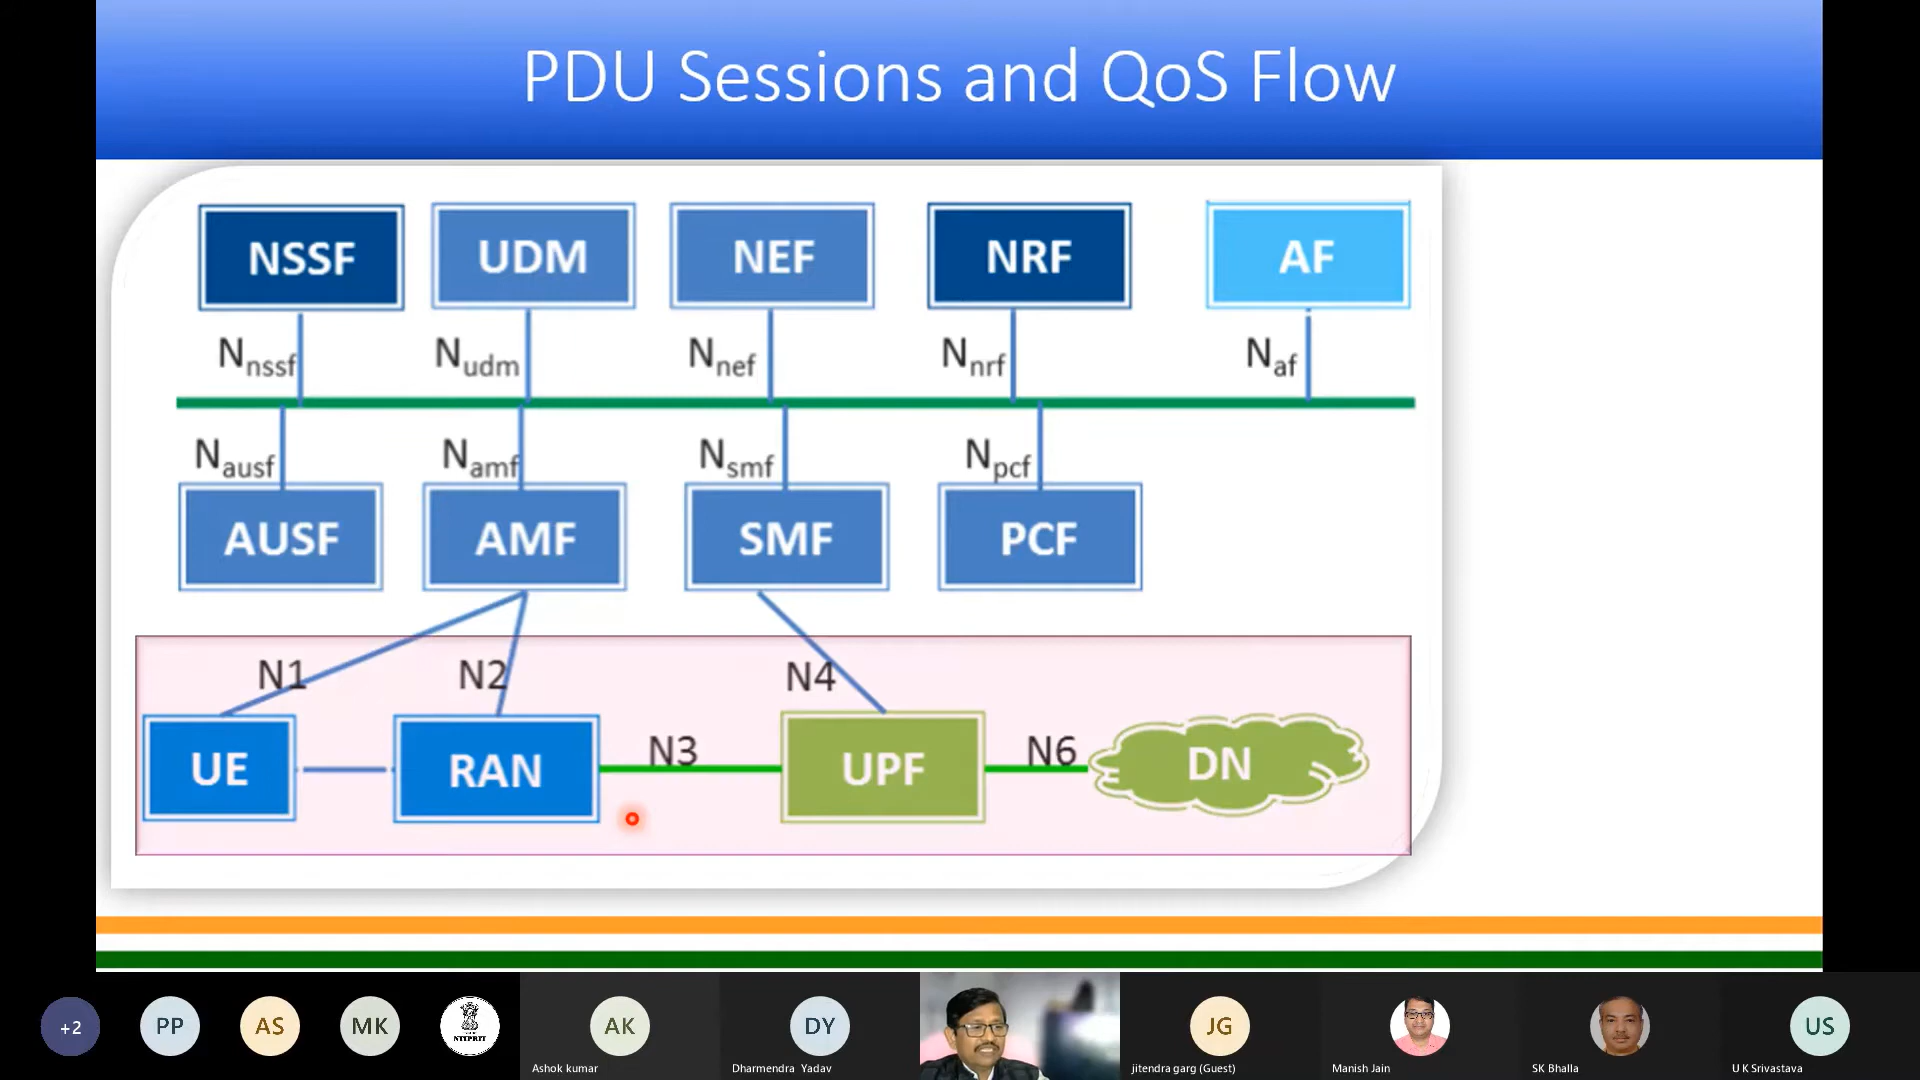 PDU Sessions and QoS Flow
NSSF UDM NEF NRF AF
Nnssf Nudm Nnef Nnrf Naf
Nausf Namf Nsmf Npcf
AUSF AMF SMF PCF
N1 N2 N4
UE RAN N3 UPF N6 DN
+2 PP AS MK NTIPRIT AK DY JG US
Ashok kumar Dharmendra Yadav jitendra garg (Guest) Manish Jain SK Bhalla U K Srivastava